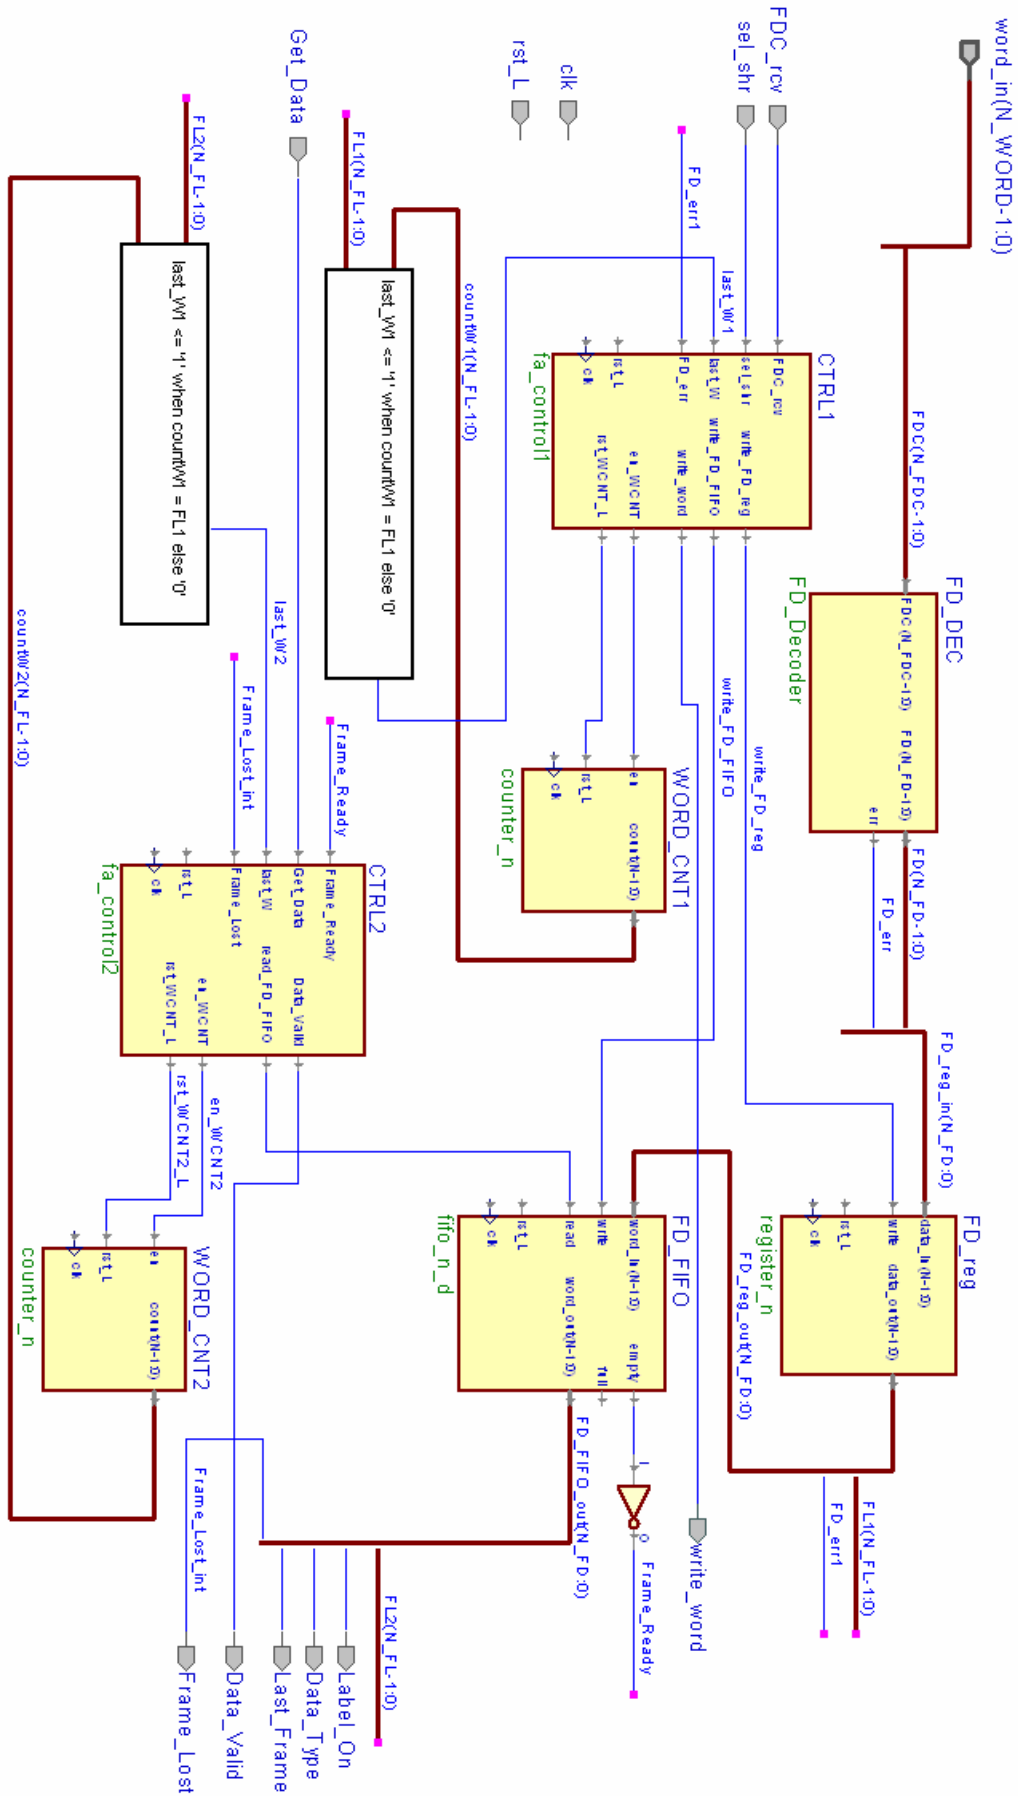 word_in(N_WORD-1:0)
FDC(N_FDC-1:0)
FD_DEC
FDC(N_FDC-1:0)
FD(N_FD-1:0)
err
FD_Decoder
FD(N_FD-1:0)
FD_err
FD_reg_in(N_FD:0)
FD_reg
data_in(N-1:0)
write
data_out(N-1:0)
rst_L
clk
register_n
FD_reg_out(N_FD:0)
FL1(N_FL-1:0)
FD_err1
FDC_rcv
sel_shr
FD_err1
last_W1
clk
rst_L
CTRL1
FDC_rcv
sel_shr
write_FD_reg
last_W
write_FD_FIFO
FD_err
write_word
en_WCNT
rst_L
rst_WCNT_L
clk
fa_control1
write_FD_reg
write_FD_FIFO
WORD_CNT1
en
count(N-1:0)
rst_L
clk
counter_n
countW1(N_FL-1:0)
FL1(N_FL-1:0)
last_W1 <= '1' when countW1 = FL1 else '0'
FD_FIFO
word_in(N-1:0)
empty
write
full
read
word_out(N-1:0)
rst_L
clk
fifo_n_d
I
O
Frame_Ready
write_word
FD_FIFO_out(N_FD:0)
FL2(N_FL-1:0)
Label_On
Data_Type
Last_Frame
Data_Valid
Frame_Lost
Frame_Lost_int
Get_Data
FL2(N_FL-1:0)
last_W1 <= '1' when countW1 = FL1 else '0'
last_W2
Frame_Lost_int
Frame_Ready
CTRL2
Frame_Ready
Get_Data
Data_Valid
last_W
read_FD_FIFO
Frame_Lost
en_WCNT
rst_L
rst_WCNT_L
clk
fa_control2
en_WCNT2
rst_WCNT2_L
WORD_CNT2
en
count(N-1:0)
rst_L
clk
counter_n
countW2(N_FL-1:0)